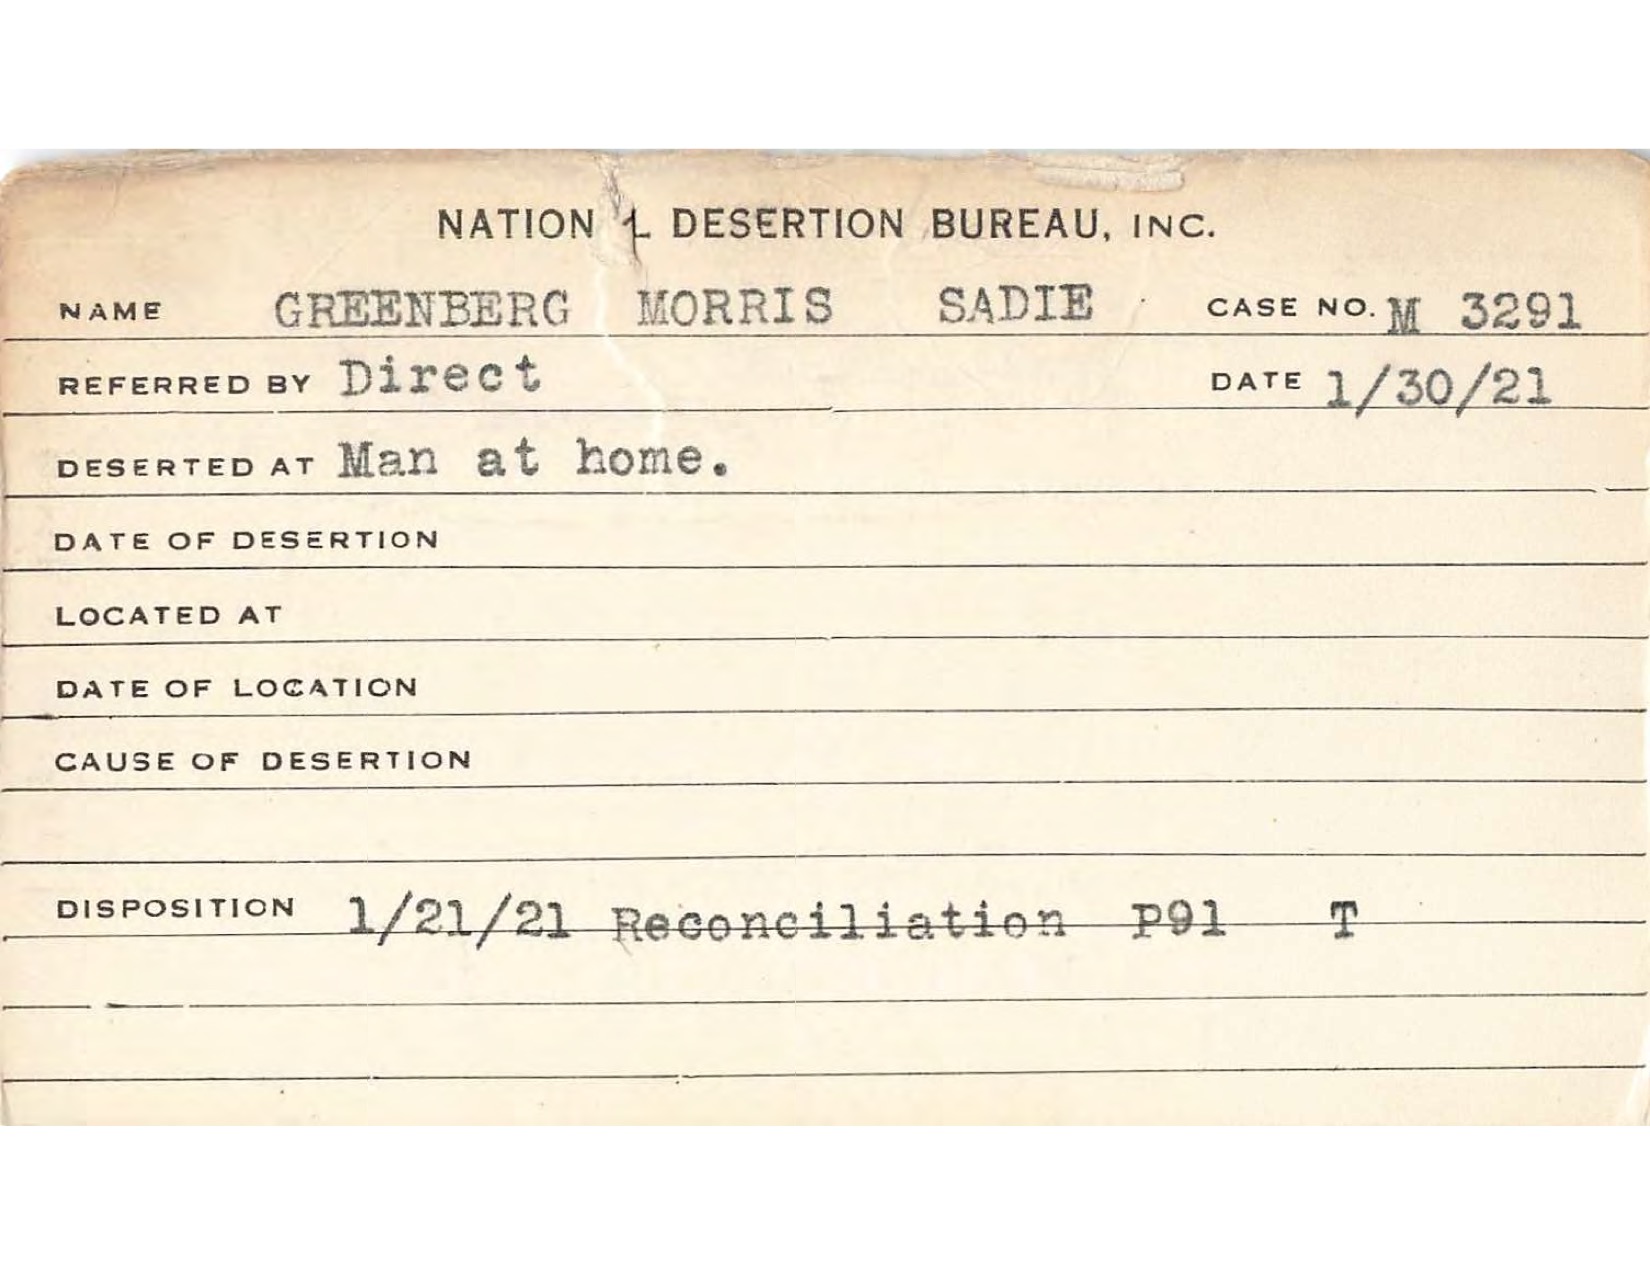 NATIONAL DESERTION BUREAU, INC.
NAME GREENBERG MORRIS SADIE CASE NO. M 3291
REFERRED BY Direct DATE 1/30/21
DESERTED AT Man at home.
DATE OF DESERTION
LOCATED AT
DATE OF LOCATION
CAUSE OF DESERTION
DISPOSITION 1/21/21 Reconciliation P91 T